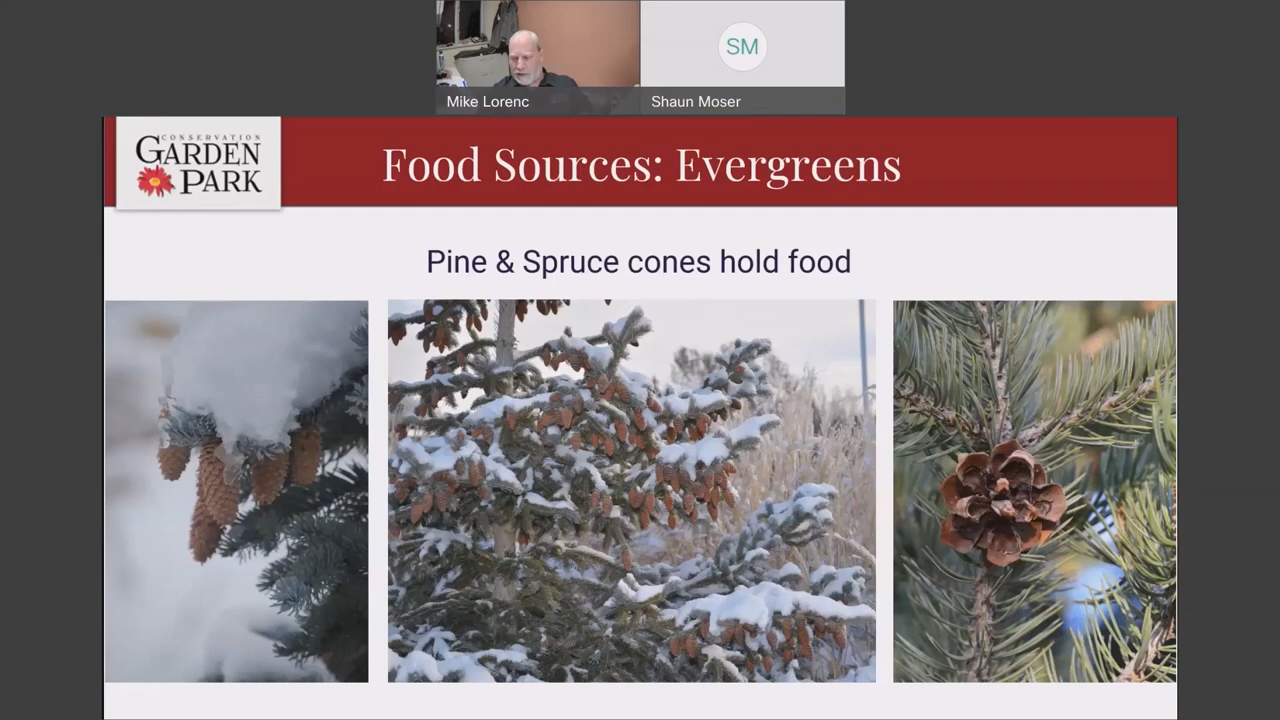 SM
Mike Lorenc
Shaun Moser
CONSERVATION
GARDEN
PARK
Food Sources: Evergreens
Pine & Spruce cones hold food